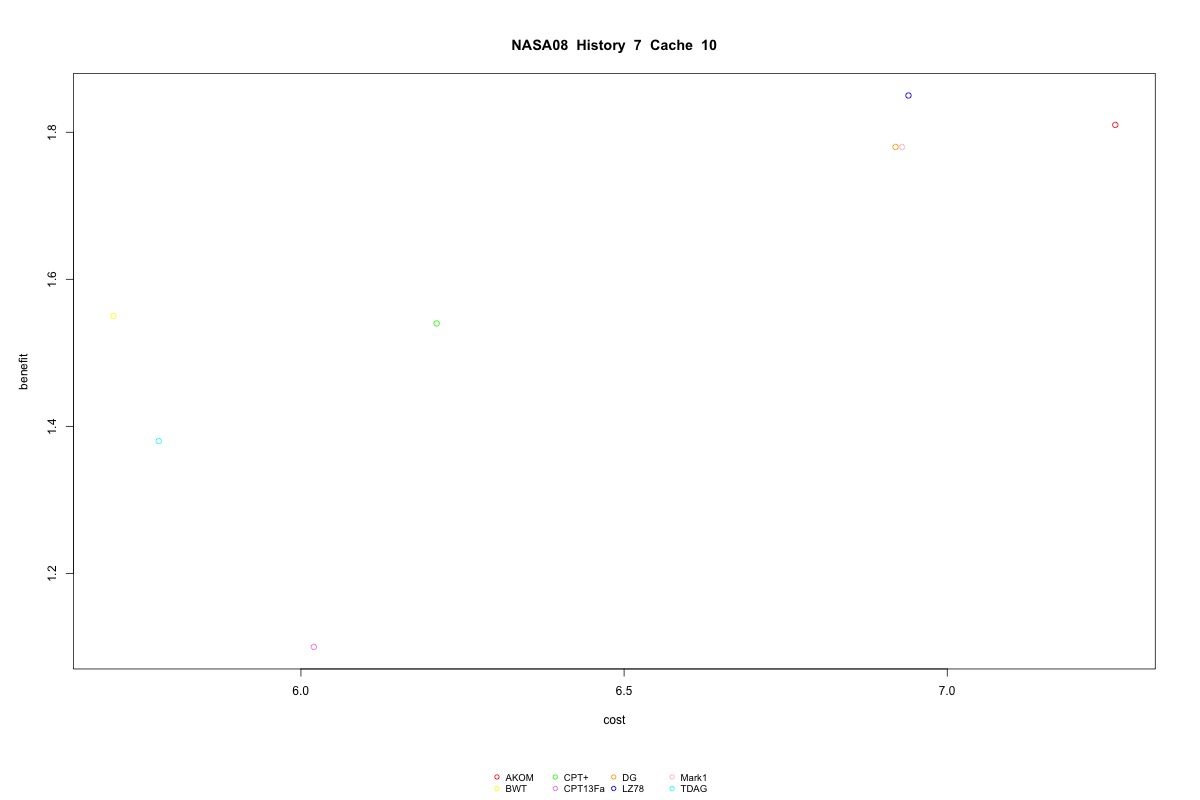 NASA08 History 7 Cache 10
1.8
1.6
1.4
1.2
benefit
6.0 6.5 7.0
cost
AKOM CPT+ DG Mark1
BWT CPT13Fa LZ78 TDAG